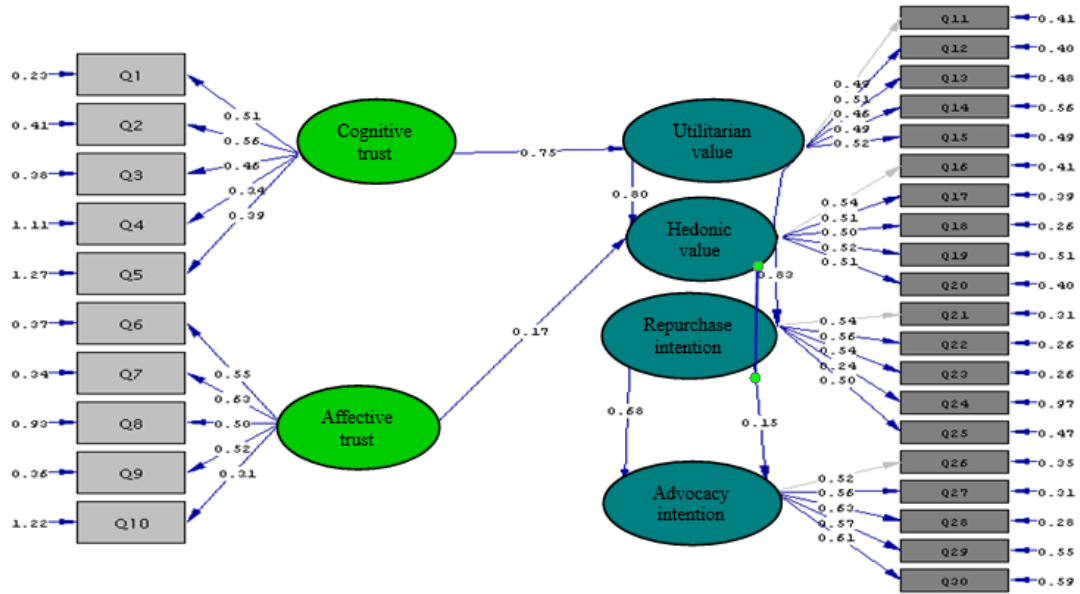 0.23 Q1
0.41 Q2
0.38 Q3
1.11 Q4
1.27 Q5
0.37 Q6
0.34 Q7
0.93 Q8
0.36 Q9
1.22 Q10
0.51
0.56
0.46
0.34
0.39
0.55
0.63
0.50
0.52
0.31
Cognitive
trust
Affective
trust
0.75
0.17
Utilitarian
value
0.80
Hedonic
value
0.83
Repurchase
intention
0.68
0.15
Advocacy
intention
0.49
0.51
0.46
0.49
0.52
0.54
0.51
0.50
0.52
0.51
0.54
0.56
0.54
0.24
0.50
0.52
0.56
0.63
0.57
0.61
Q11 0.41
Q12 0.40
Q13 0.48
Q14 0.56
Q15 0.49
Q16 0.41
Q17 0.39
Q18 0.26
Q19 0.51
Q20 0.40
Q21 0.31
Q22 0.26
Q23 0.26
Q24 0.97
Q25 0.47
Q26 0.35
Q27 0.31
Q28 0.28
Q29 0.55
Q30 0.59